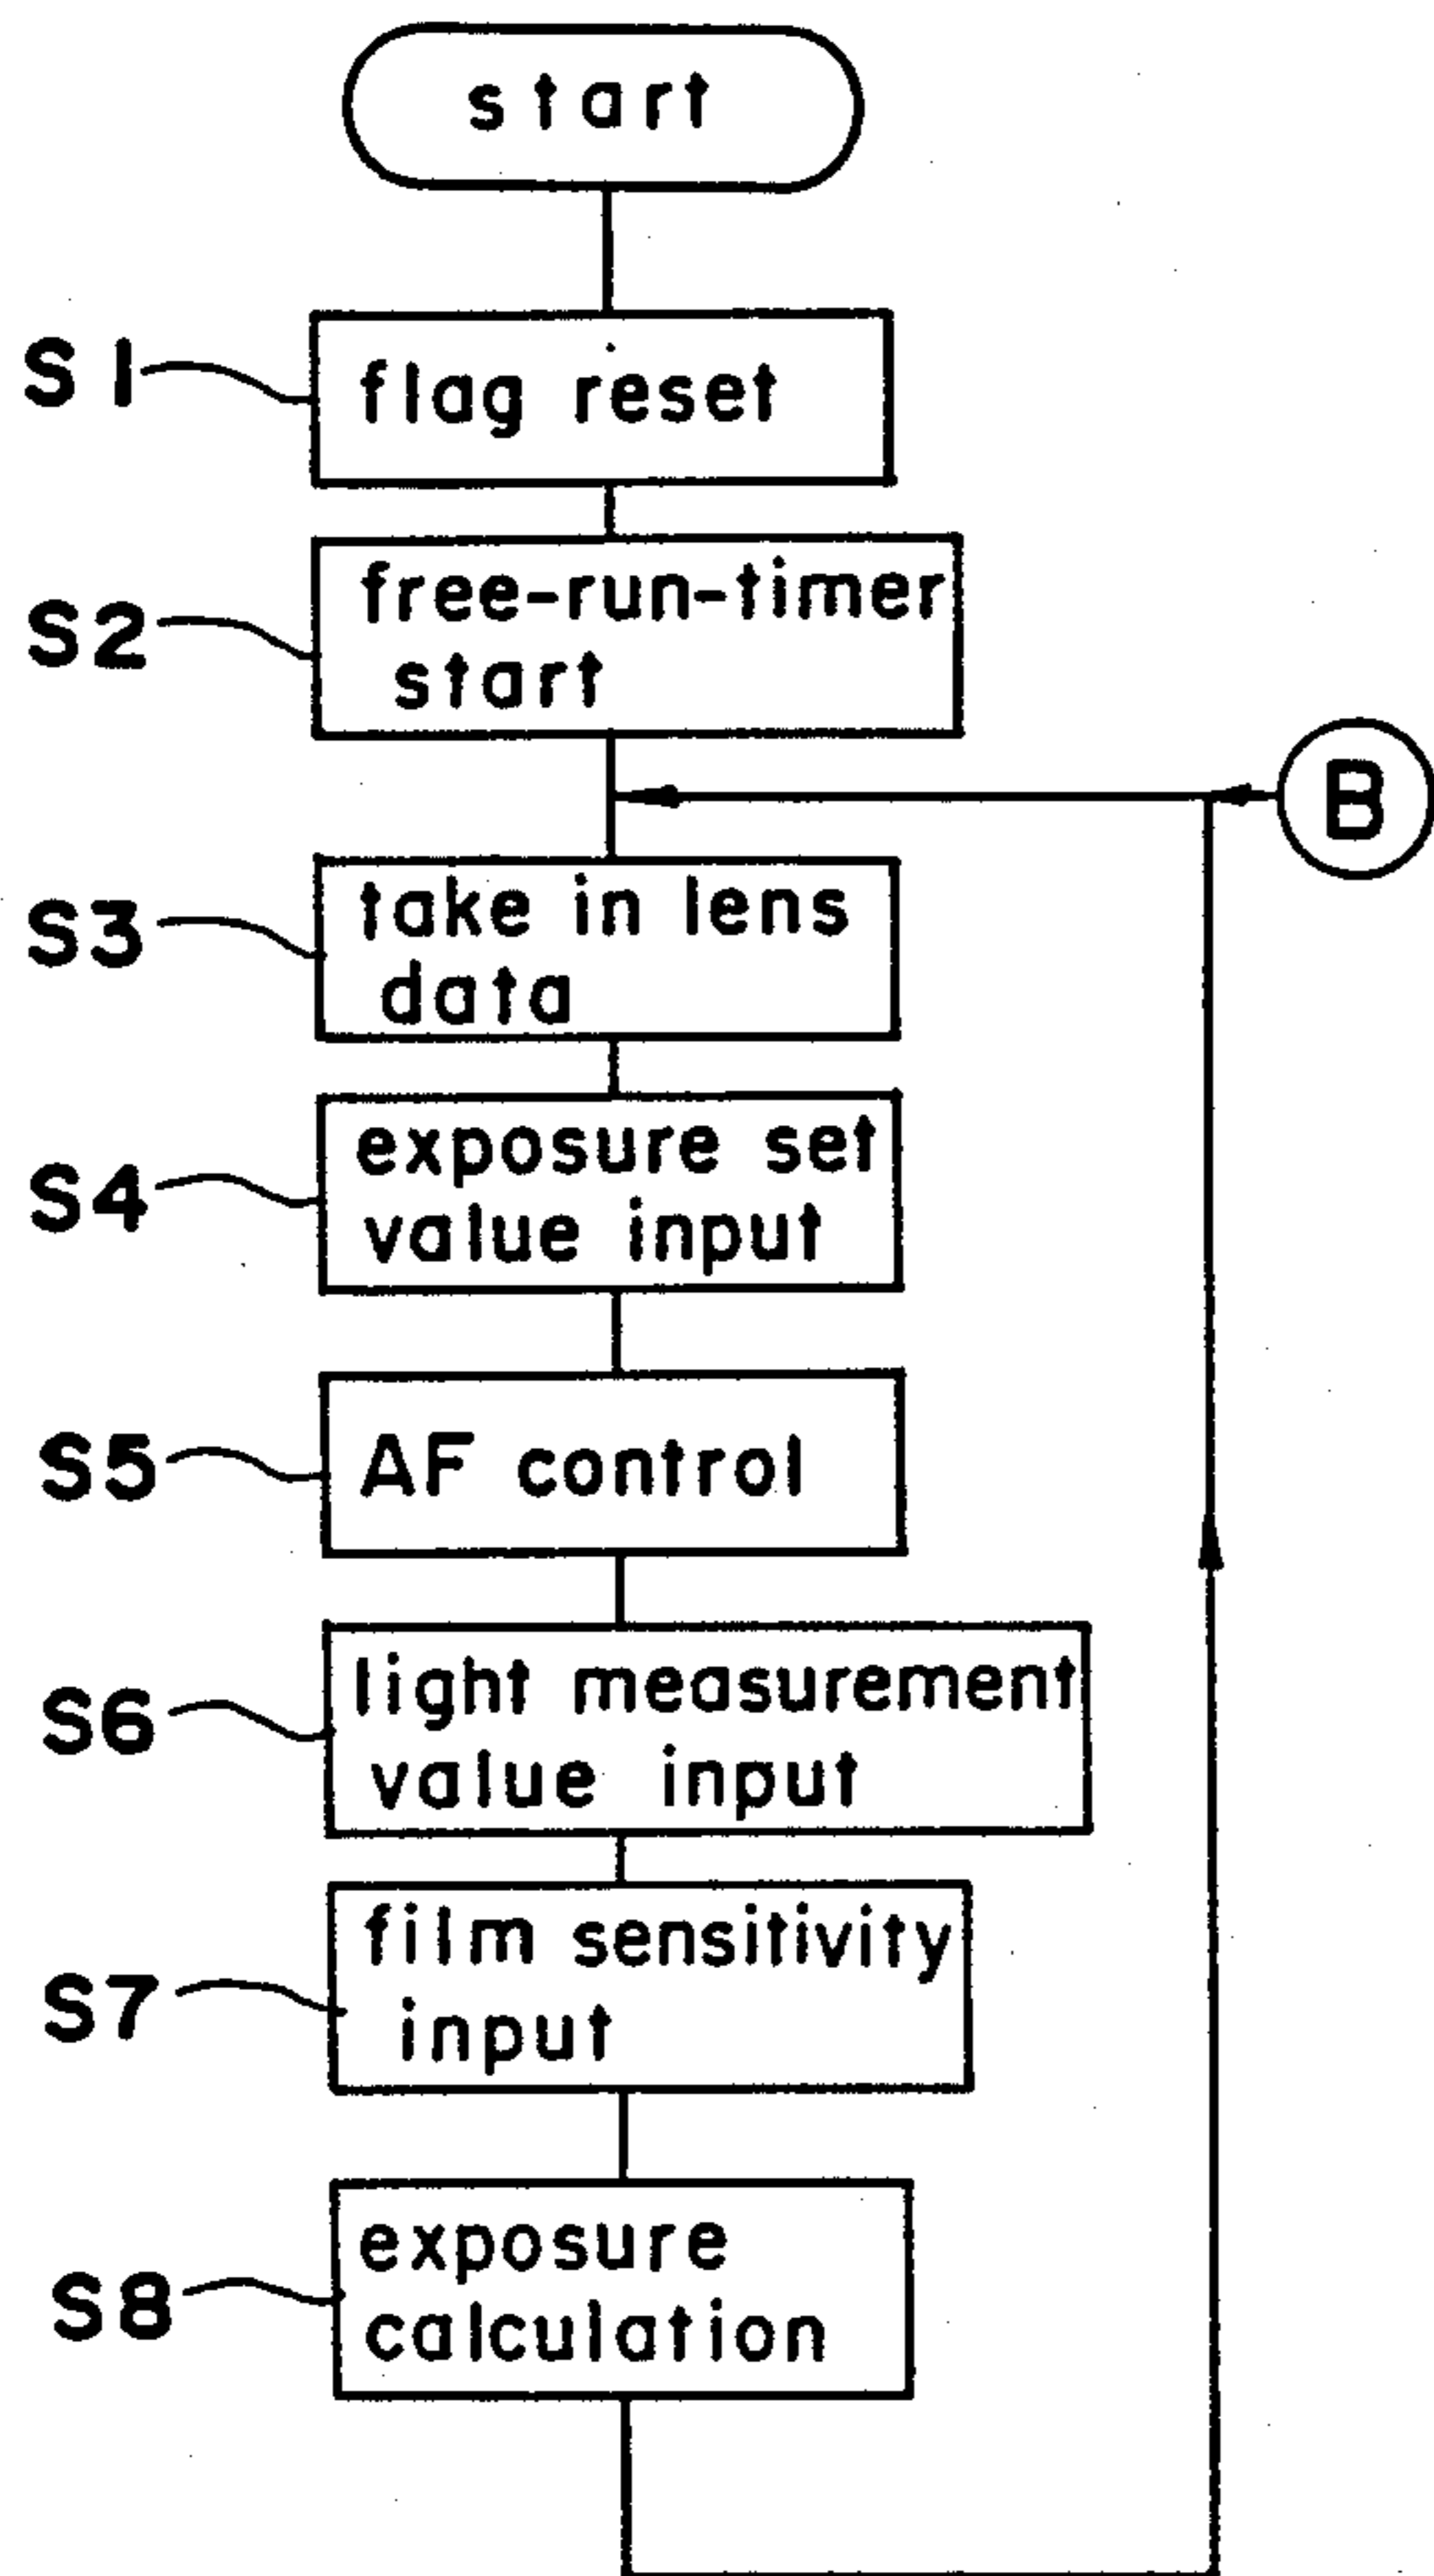 start
S1
flag reset
S2
free-run-timer
start
B
S3
take in lens
data
S4
exposure set
value input
S5
AF control
S6
light measurement
value input
S7
film sensitivity
input
S8
exposure
calculation